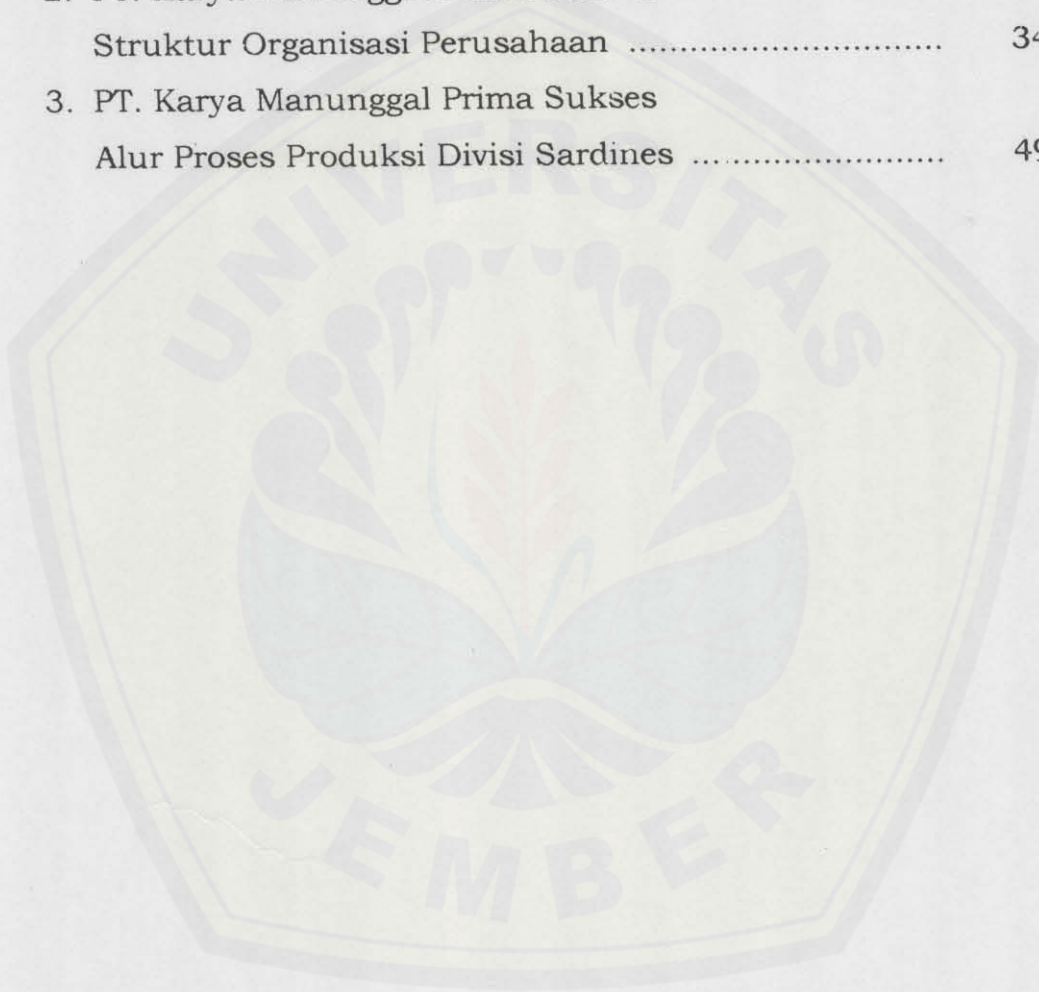 Struktur Organisasi Perusahaan ............................... 34
3. PT. Karya Manunggal Prima Sukses
Alur Proses Produksi Divisi Sardines ......................... 49
UNIVERSITAS
JEMBER